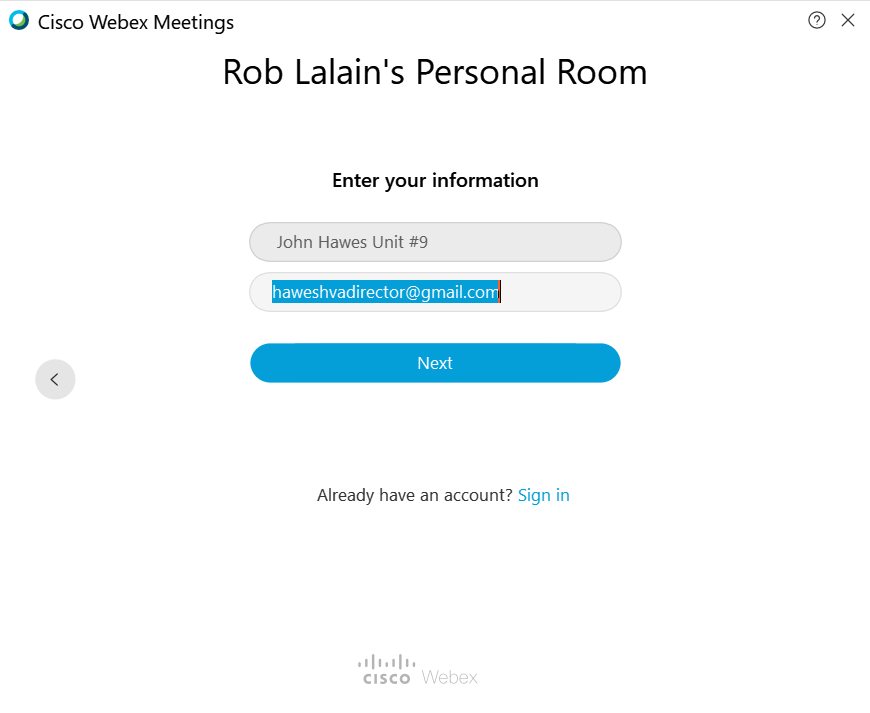 Cisco Webex Meetings
Rob Lalain's Personal Room
Enter your information
John Hawes Unit #9
haweshvadirector@gmail.com
Next
Already have an account? Sign in
cisco Webex